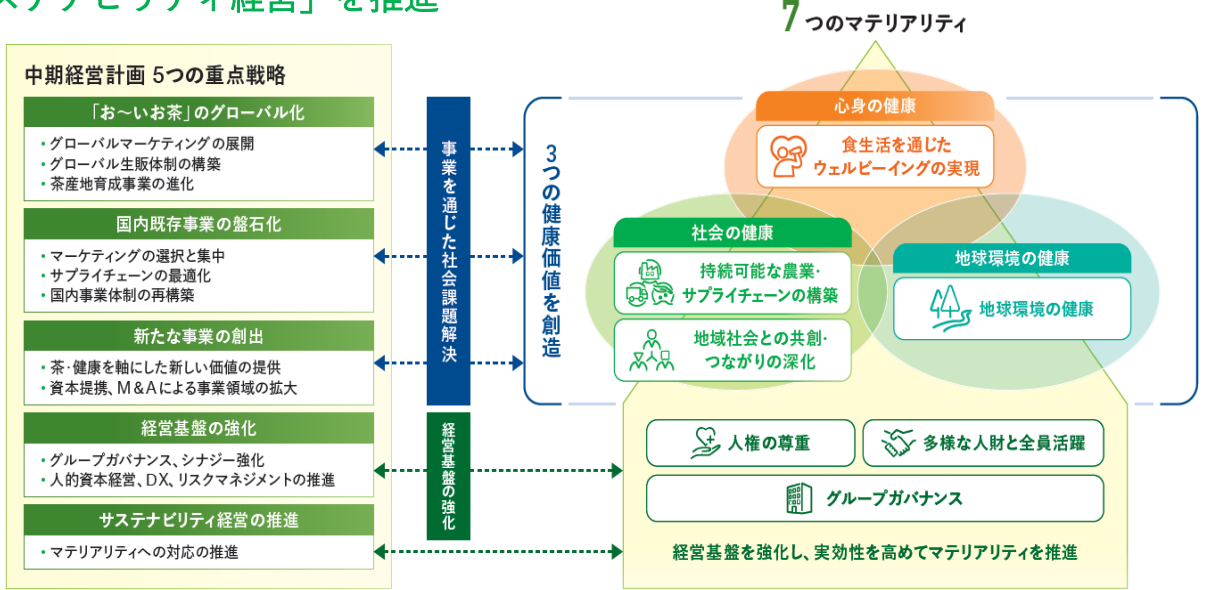 ステナビリティ経営」を推進
中期経営計画 5つの重点戦略
「お～いお茶」のグローバル化
・グローバルマーケティングの展開
・グローバル生販体制の構築
・茶産地育成事業の進化
国内既存事業の盤石化
・マーケティングの選択と集中
・サプライチェーンの最適化
・国内事業体制の再構築
新たな事業の創出
・茶・健康を軸にした新しい価値の提供
・資本提携、M&Aによる事業領域の拡大
経営基盤の強化
・グループガバナンス、シナジー強化
・人的資本経営、DX、リスクマネジメントの推進
サステナビリティ経営の推進
・マテリアリティへの対応の推進
事業を通じた社会課題解決
経営基盤の強化
3つの健康価値を創造
7つのマテリアリティ
心身の健康
食生活を通じた
ウェルビーイングの実現
社会の健康
持続可能な農業・
サプライチェーンの構築
地域社会との共創・
つながりの深化
地球環境の健康
地球環境の健康
人権の尊重
多様な人財と全員活躍
グループガバナンス
経営基盤を強化し、実効性を高めてマテリアリティを推進